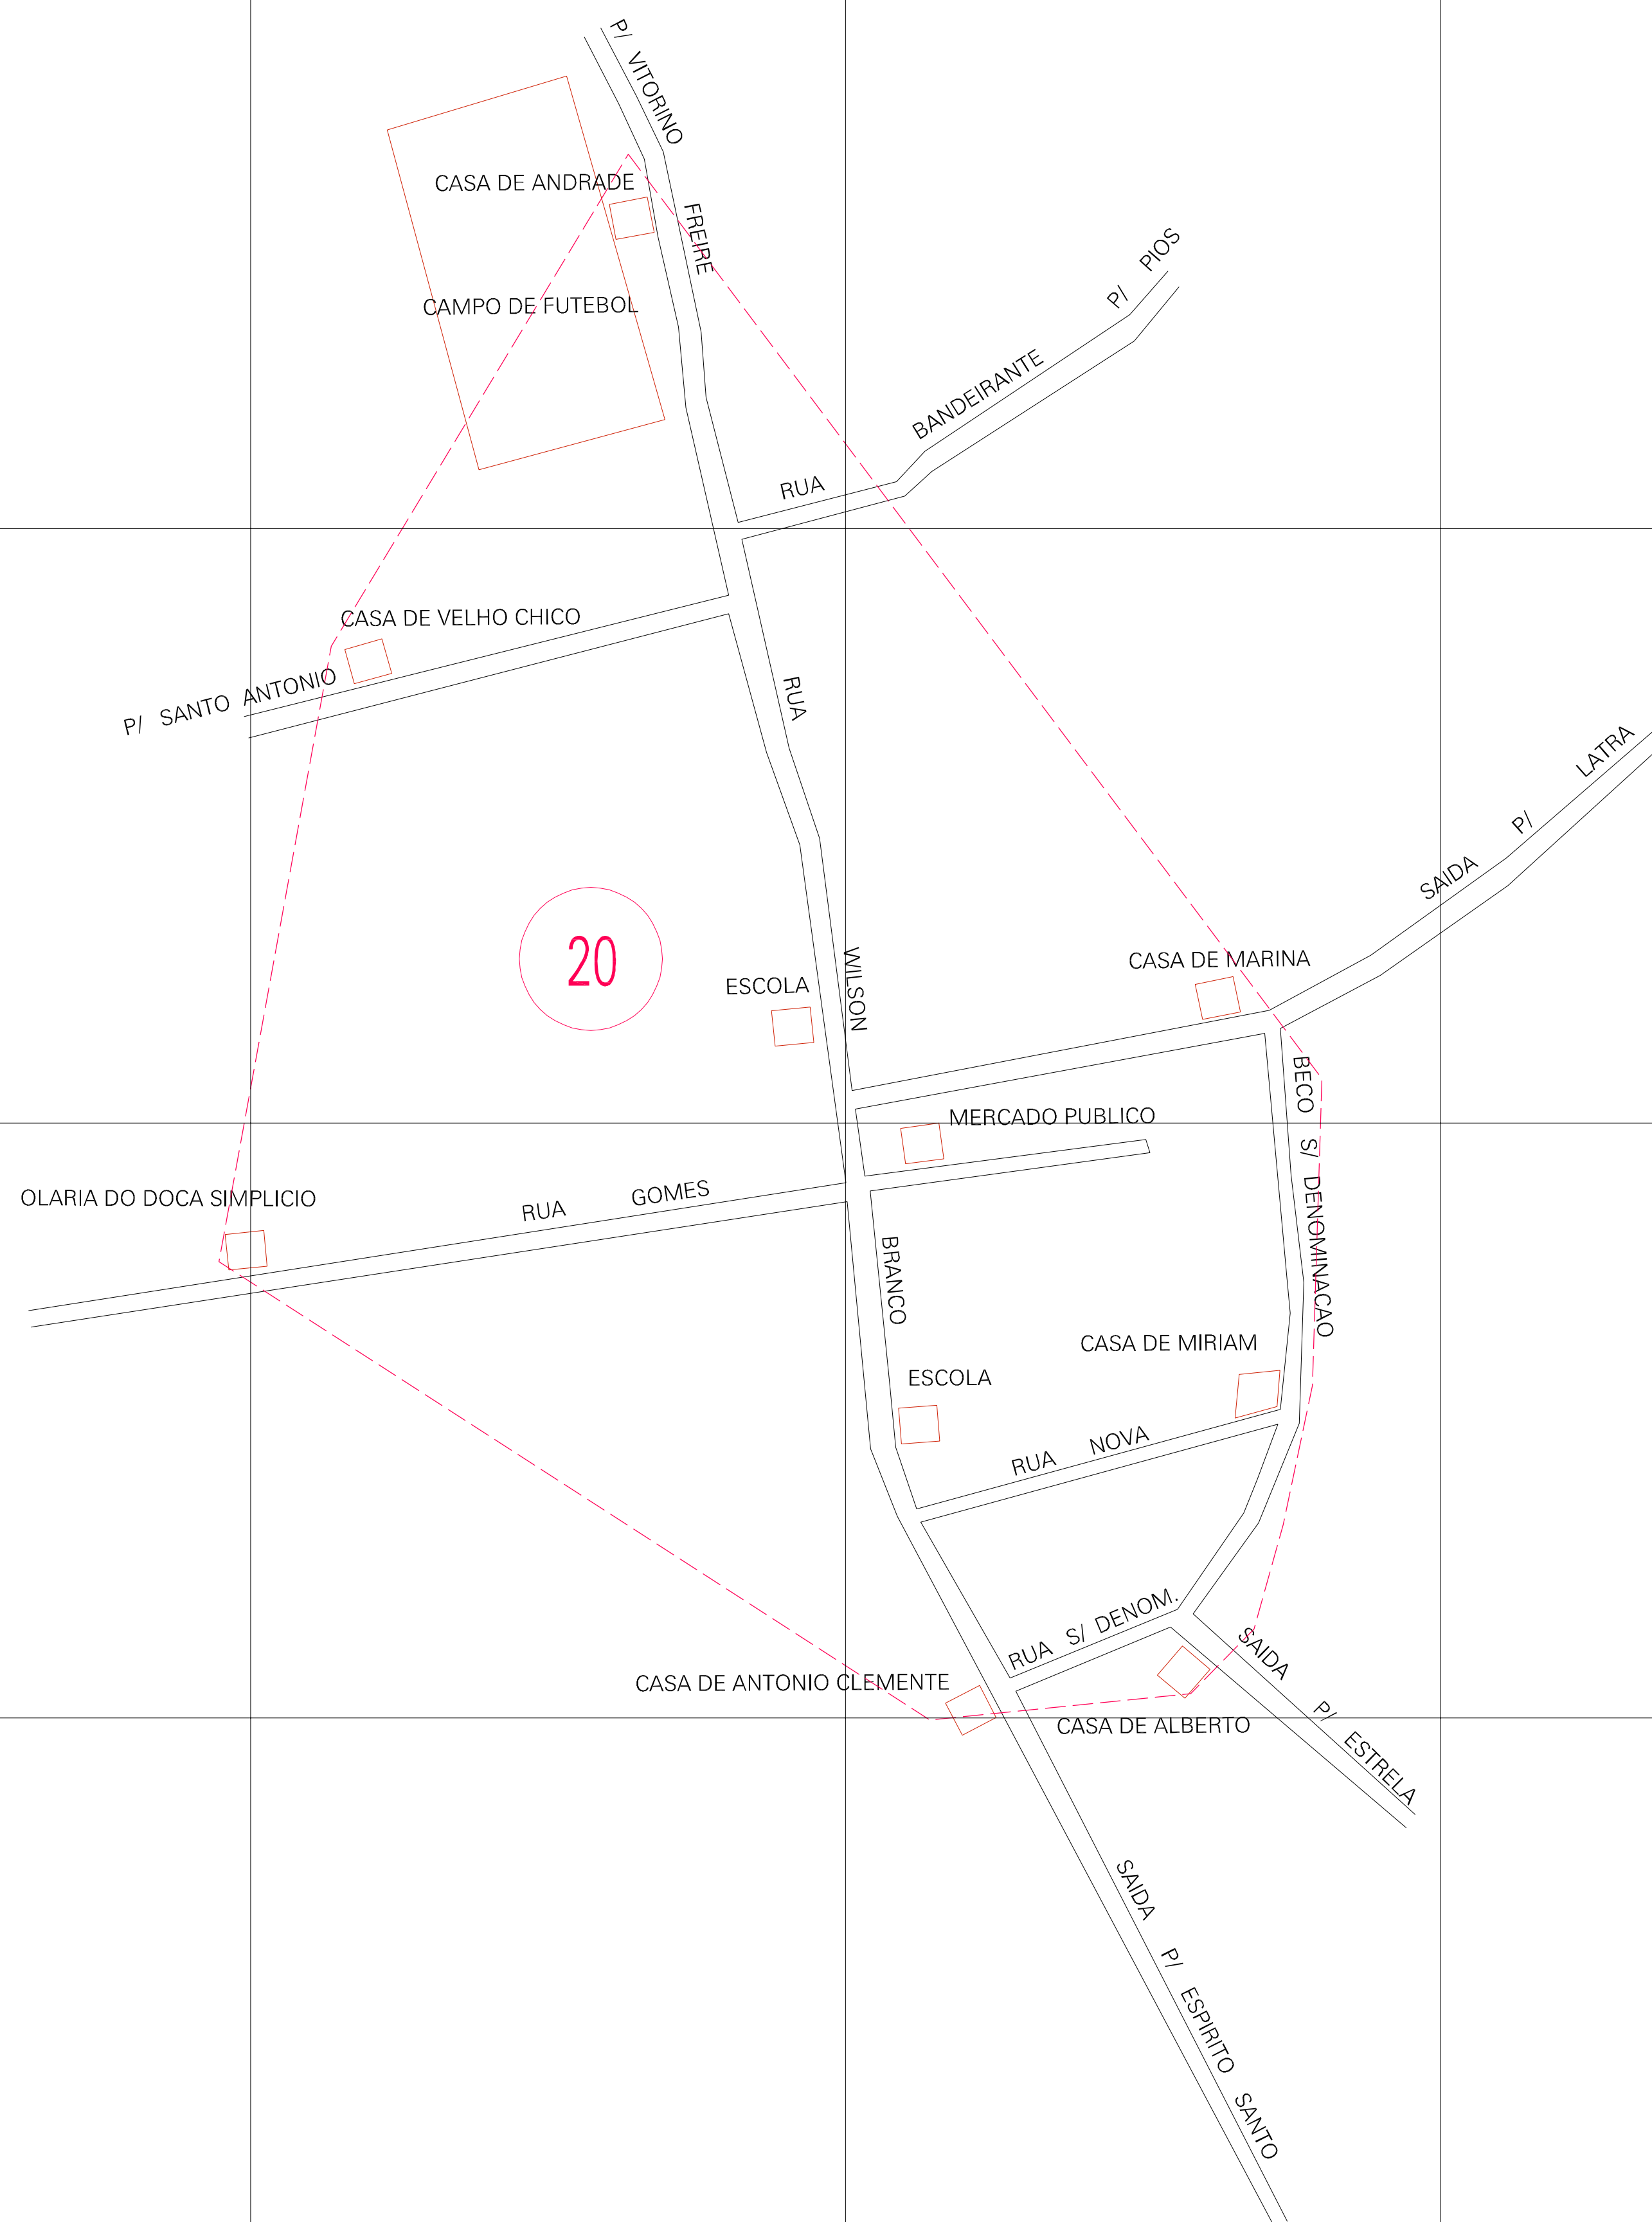 P/ VITORINO FREIRE
CASA DE ANDRADE
CAMPO DE FUTEBOL
RUA BANDEIRANTE P/ PIOS
CASA DE VELHO CHICO
P/ SANTO ANTONIO
RUA WILSON BRANCO
SAIDA P/ LATRA
20
ESCOLA
CASA DE MARINA
BECO S/ DENOMINACAO
MERCADO PUBLICO
OLARIA DO DOCA SIMPLICIO
RUA GOMES
CASA DE MIRIAM
ESCOLA
RUA NOVA
RUA S/ DENOM.
SAIDA P/ ESTRELA
CASA DE ANTONIO CLEMENTE
CASA DE ALBERTO
SAIDA P/ ESPIRITO SANTO